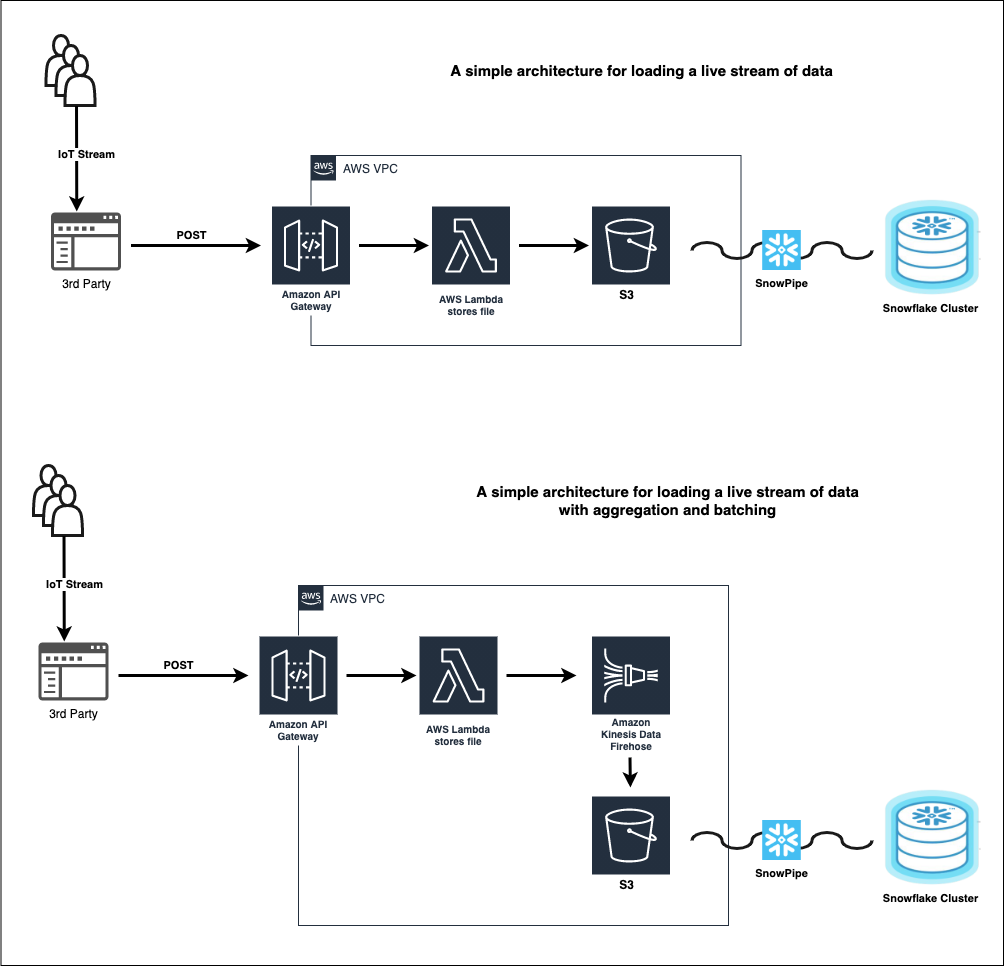 A simple architecture for loading a live stream of data
IoT Stream
aws
AWS VPC
POST
</>
3rd Party
Amazon API
Gateway
AWS Lambda
stores file
S3
SnowPipe
Snowflake Cluster
A simple architecture for loading a live stream of data
with aggregation and batching
IoT Stream
aws
AWS VPC
POST
</>
3rd Party
Amazon API
Gateway
AWS Lambda
stores file
Amazon
Kinesis Data
Firehose
S3
SnowPipe
Snowflake Cluster